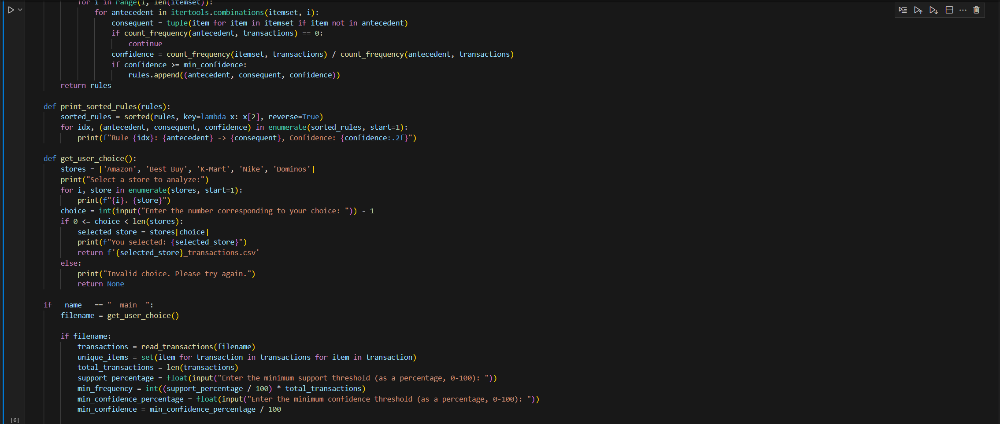 for i in range(1, len(itemset)):
            for antecedent in itertools.combinations(itemset, i):
                consequent = tuple(item for item in itemset if item not in antecedent)
                if count_frequency(antecedent, transactions) == 0:
                    continue
                confidence = count_frequency(itemset, transactions) / count_frequency(antecedent, transactions)
                if confidence >= min_confidence:
                    rules.append((antecedent, consequent, confidence))
    return rules

def print_sorted_rules(rules):
    sorted_rules = sorted(rules, key=lambda x: x[2], reverse=True)
    for idx, (antecedent, consequent, confidence) in enumerate(sorted_rules, start=1):
        print(f"Rule {idx}: {antecedent} -> {consequent}, Confidence: {confidence:.2f}")

def get_user_choice():
    stores = ['Amazon', 'Best Buy', 'K-Mart', 'Nike', 'Dominos']
    print("Select a store to analyze:")
    for i, store in enumerate(stores, start=1):
        print(f"{i}. {store}")
    choice = int(input("Enter the number corresponding to your choice: ")) - 1
    if 0 <= choice < len(stores):
        selected_store = stores[choice]
        print(f"You selected: {selected_store}")
        return f'{selected_store}_transactions.csv'
    else:
        print("Invalid choice. Please try again.")
        return None

if __name__ == "__main__":
    filename = get_user_choice()

    if filename:
        transactions = read_transactions(filename)
        unique_items = set(item for transaction in transactions for item in transaction)
        total_transactions = len(transactions)
        support_percentage = float(input("Enter the minimum support threshold (as a percentage, 0-100): "))
        min_frequency = int((support_percentage / 100) * total_transactions)
        min_confidence_percentage = float(input("Enter the minimum confidence threshold (as a percentage, 0-100): "))
        min_confidence = min_confidence_percentage / 100
[6]